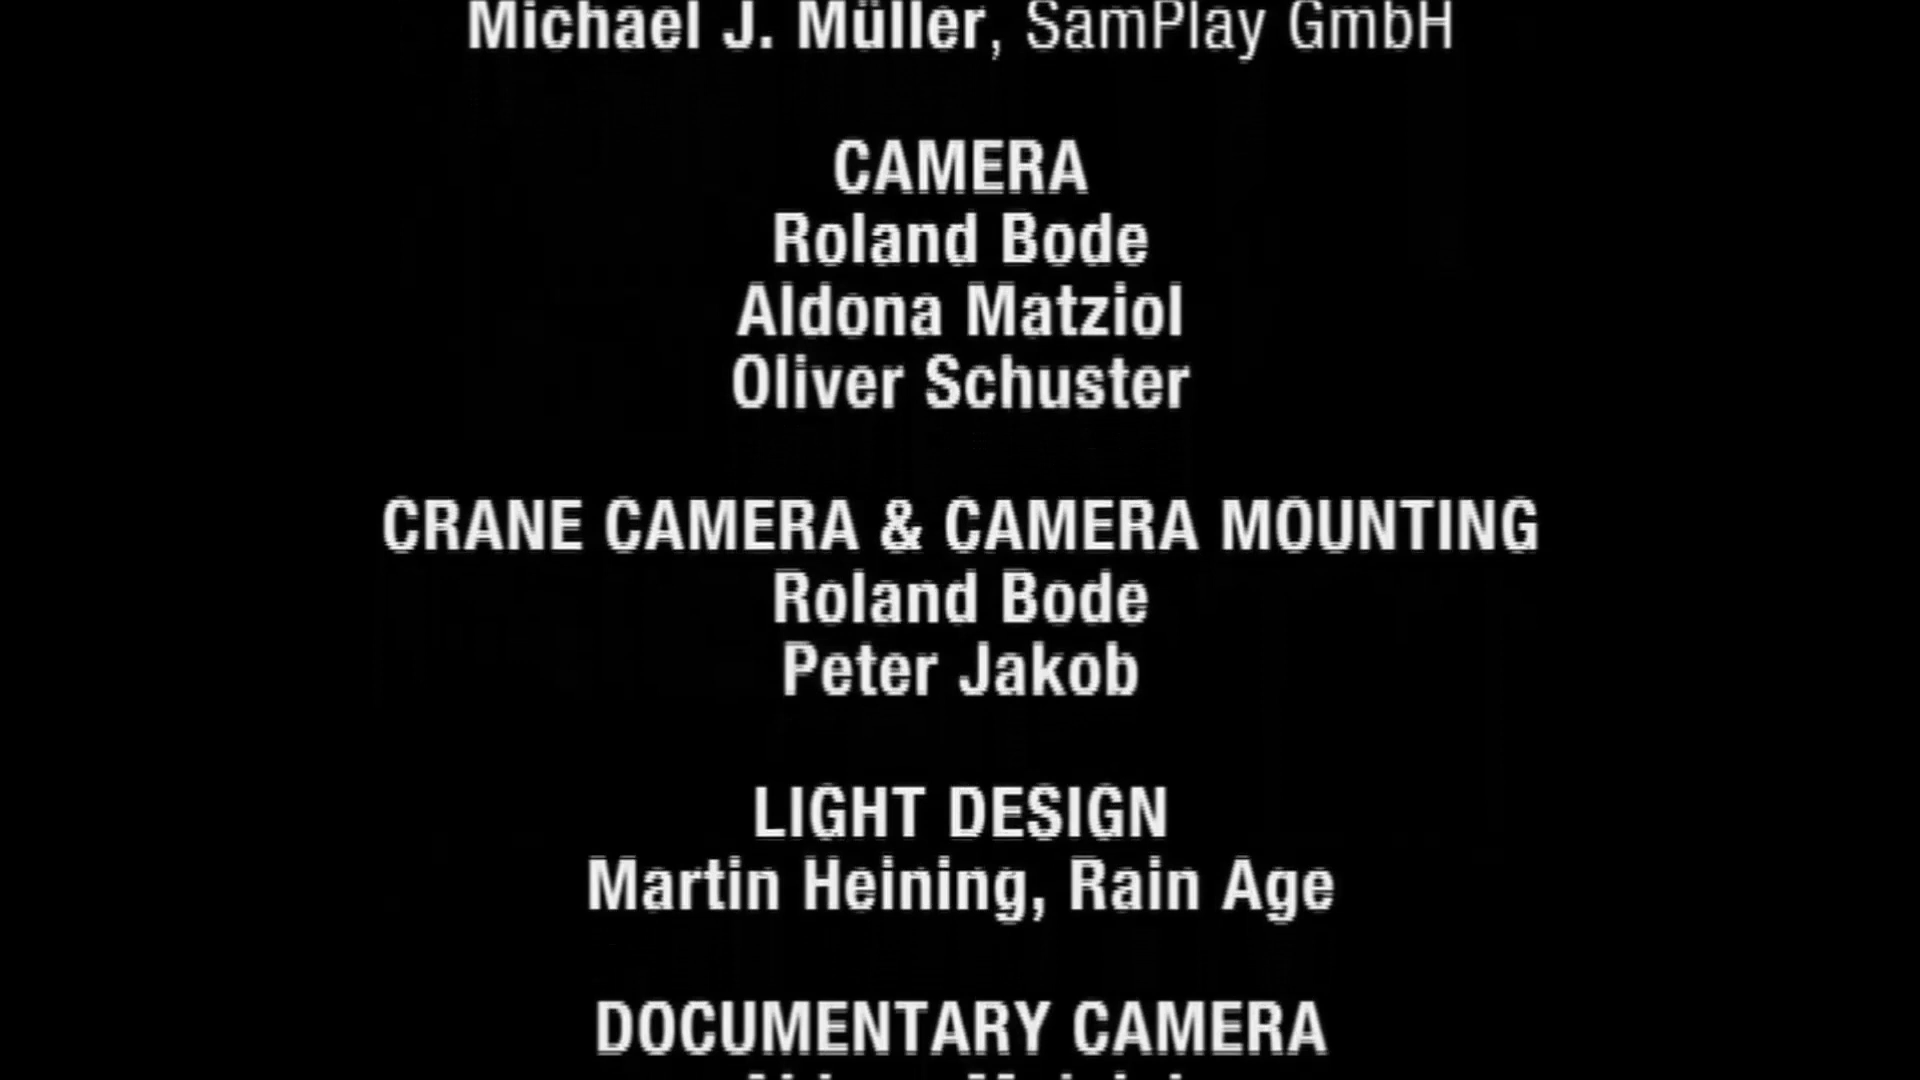 Michael J. Müller, SamPlay GmbH
CAMERA
Roland Bode
Aldona Matziol
Oliver Schuster
CRANE CAMERA & CAMERA MOUNTING
Roland Bode
Peter Jakob
LIGHT DESIGN
Martin Heining, Rain Age
DOCUMENTARY CAMERA